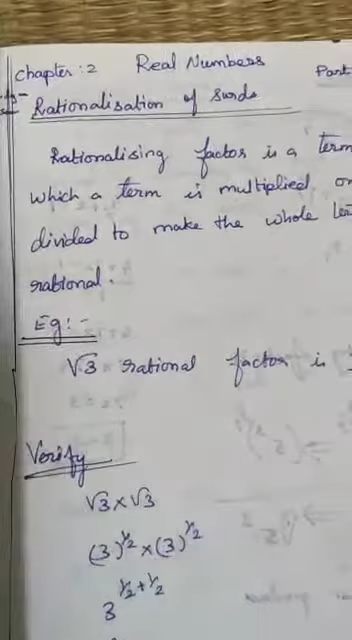 Chapter : 2 Real Numbers Part
Rationalisation of Surds
Rationalising factor is a term
which a term is multiplied or
divided to make the whole
rational.
Eg :-
√3 rational factor is
Verify
√3 × √3
(3)^1/2 × (3)^1/2
3^1/2 + 1/2